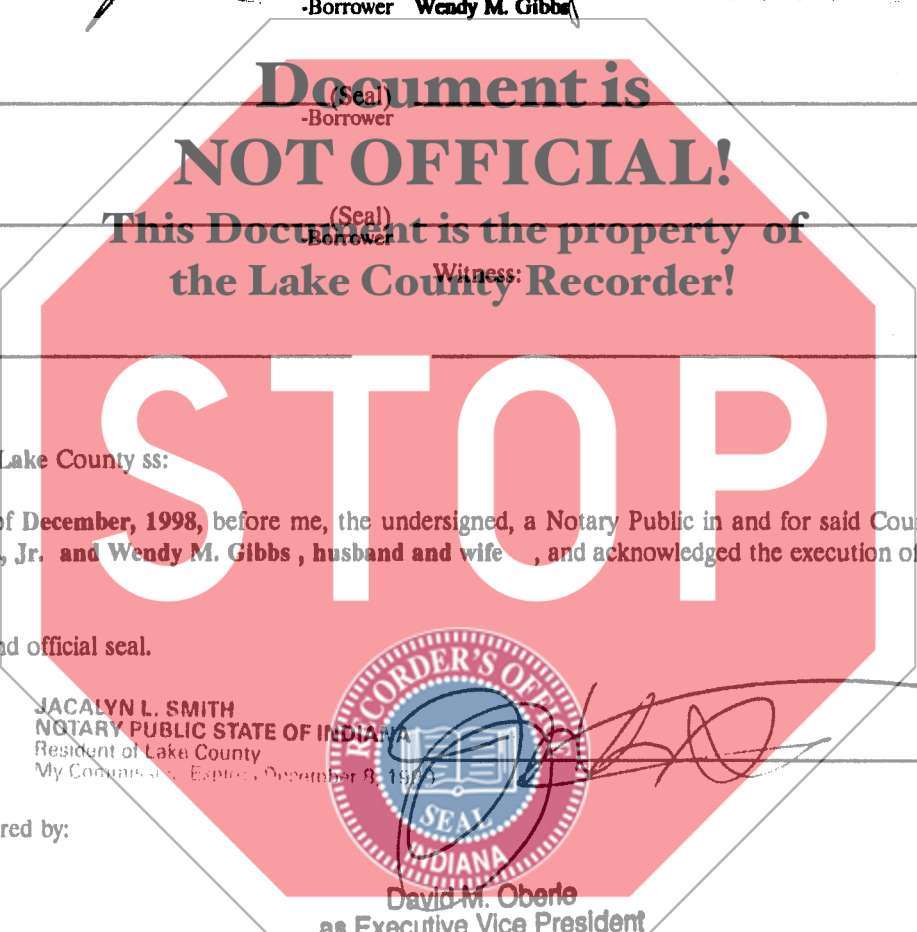 -Borrower Wendy M. Gibbs
Document is
(Seal)
-Borrower
NOT OFFICIAL!
(Seal)
This Document is the property of
-Borrower
Witness:
the Lake County Recorder!
STOP
Lake County ss:
of December, 1998, before me, the undersigned, a Notary Public in and for said Cou
, Jr. and Wendy M. Gibbs , husband and wife , and acknowledged the execution of
nd official seal.
RECORDER'S OFFICE
JACALYN L. SMITH
NOTARY PUBLIC STATE OF INDIANA
Resident of Lake County
My Expires December 8,
SEAL
INDIANA
red by:
David M. Oberle
as Executive Vice President